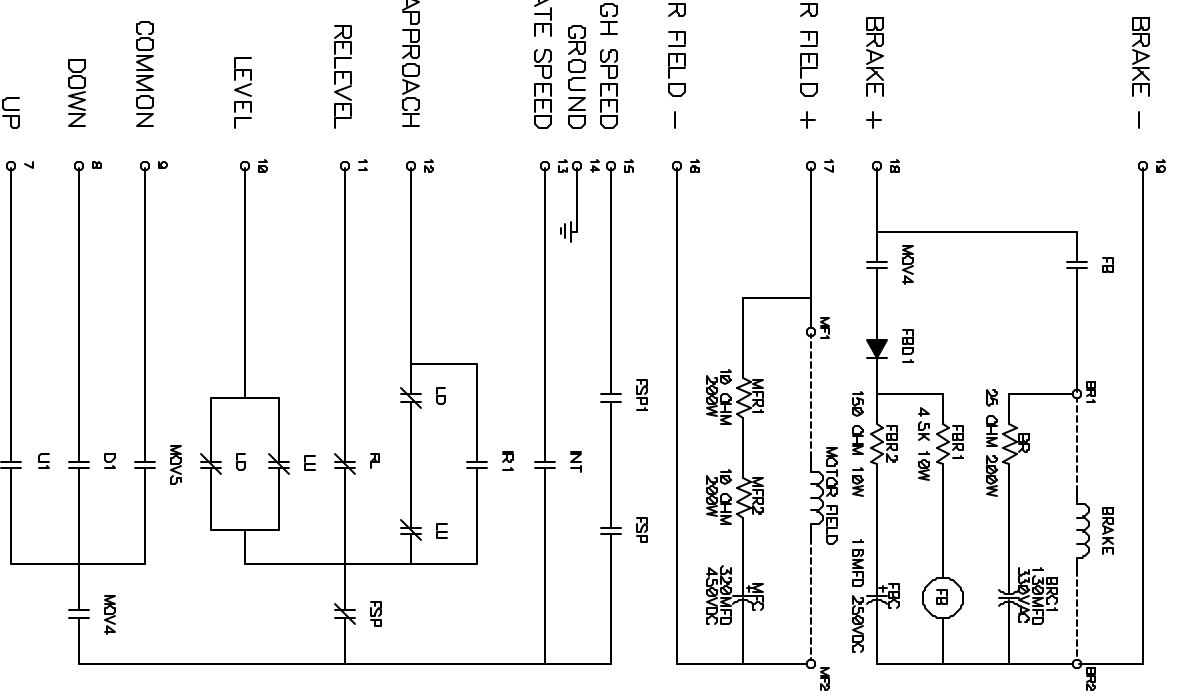 BRAKE - 19
FB BR1 BRAKE BR2
BR
25 OHM 200W
BRC1
130MFD
330VAC
FBR1
4.5K 10W
FB
BRAKE + 18
MOV4 FBD1
FBR2
150 OHM 10W
FBC
16MFD 250VDC
R FIELD + 17
MF1 MOTOR FIELD MF2
MFR1
10 OHM
200W
MFR2
10 OHM
200W
MFC
320MFD
450VDC
R FIELD - 16
GH SPEED 15 FSP1 FSP
GROUND 14
ATE SPEED 13 INT
IR1
APPROACH 12 LD LU
RELEVEL 11 RL FSP
LU
LEVEL 10 LD
COMMON 9 MOV5
DOWN 8 D1 MOV4
UP 7 U1